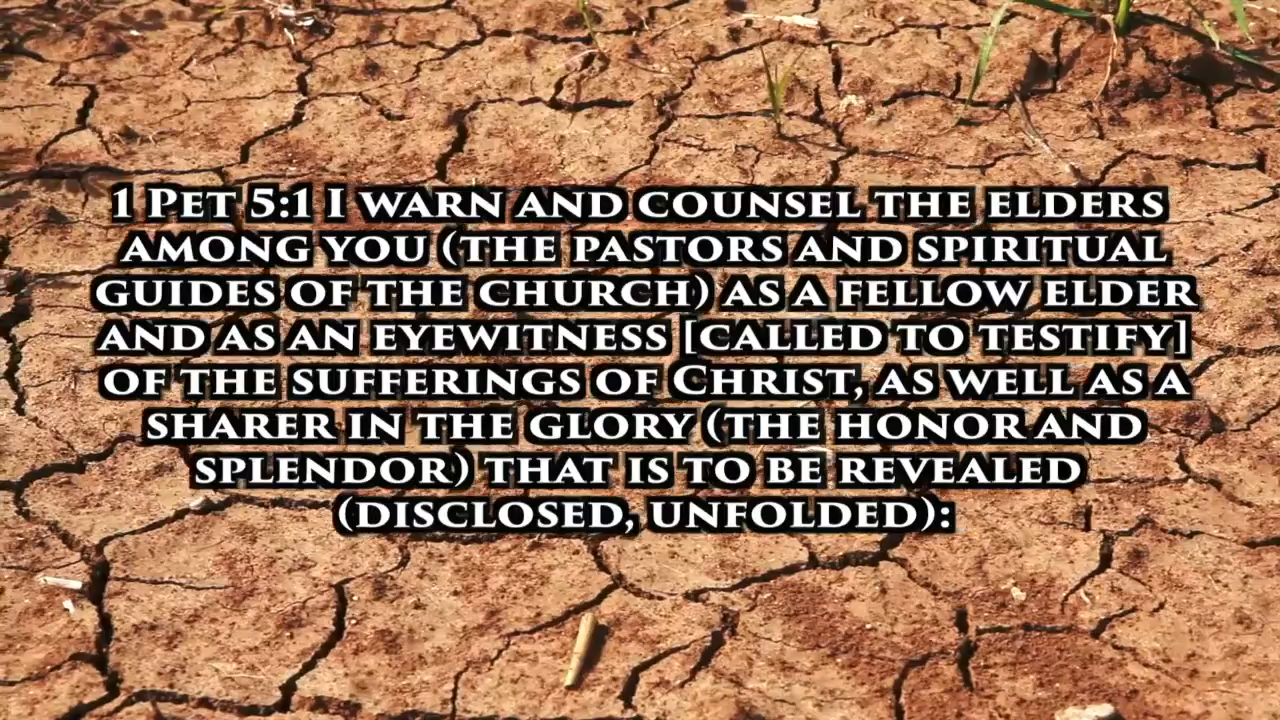 1 Pet 5:1 I warn and counsel the elders
among you (the pastors and spiritual
guides of the church) as a fellow elder
and as an eyewitness [called to testify]
of the sufferings of Christ, as well as a
sharer in the glory (the honor and
splendor) that is to be revealed
(disclosed, unfolded):